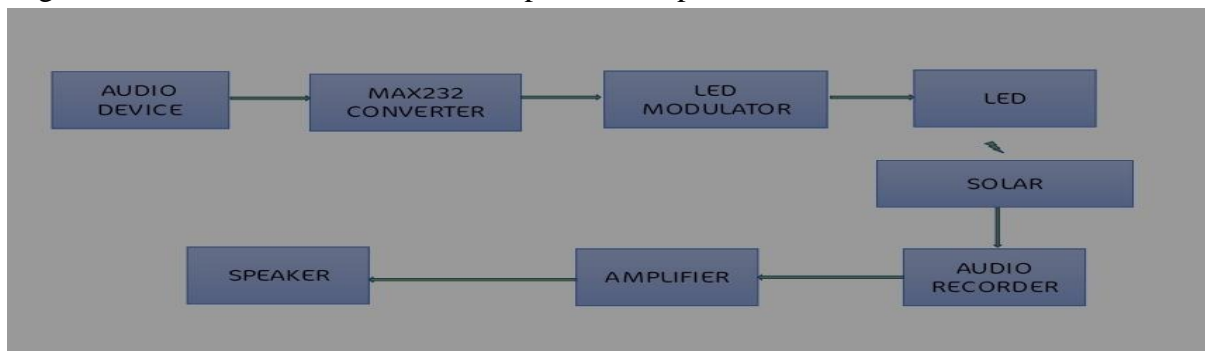 AUDIO
DEVICE
MAX232
CONVERTER
LED
MODULATOR
LED
SOLAR
AUDIO
RECORDER
AMPLIFIER
SPEAKER